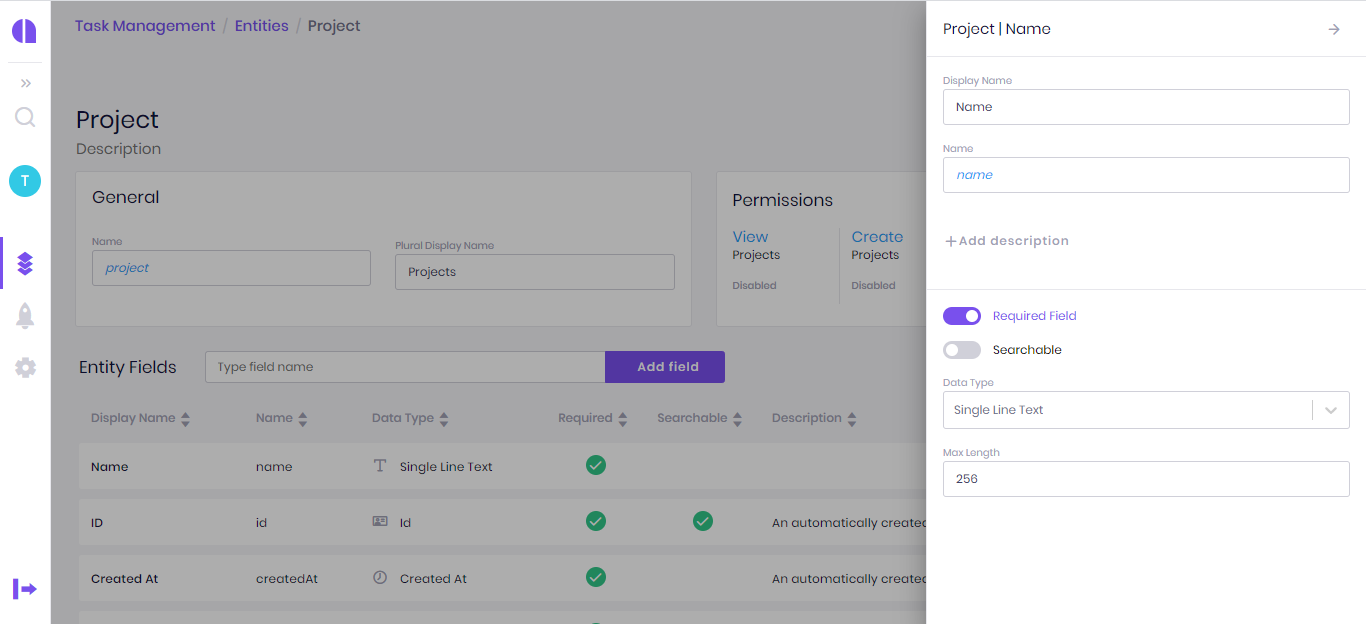 Task Management / Entities / Project
T
Project
Description
General
Name
project
Plural Display Name
Projects
Permissions
View
Projects
Disabled
Create
Projects
Disabled
Entity Fields
Type field name
Add field
Display Name
Name
Data Type
Required
Searchable
Description
Name
name
Single Line Text
ID
id
Id
An automatically created
Created At
createdAt
Created At
An automatically created
Project | Name
Display Name
Name
Name
name
+Add description
Required Field
Searchable
Data Type
Single Line Text
Max Length
256